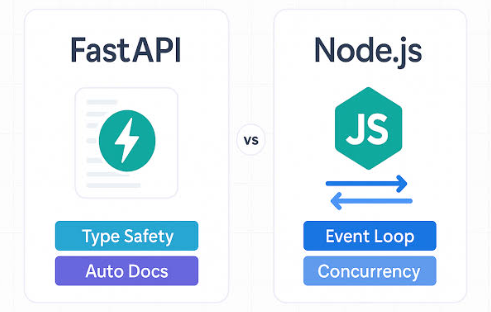 FastAPI
Type Safety
Auto Docs
vs
Node.js
JS
Event Loop
Concurrency